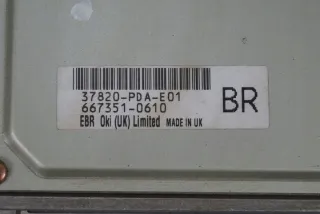 37820-PDA-E01
667351-0610
BR
EBR Oki (UK) Limited MADE IN UK